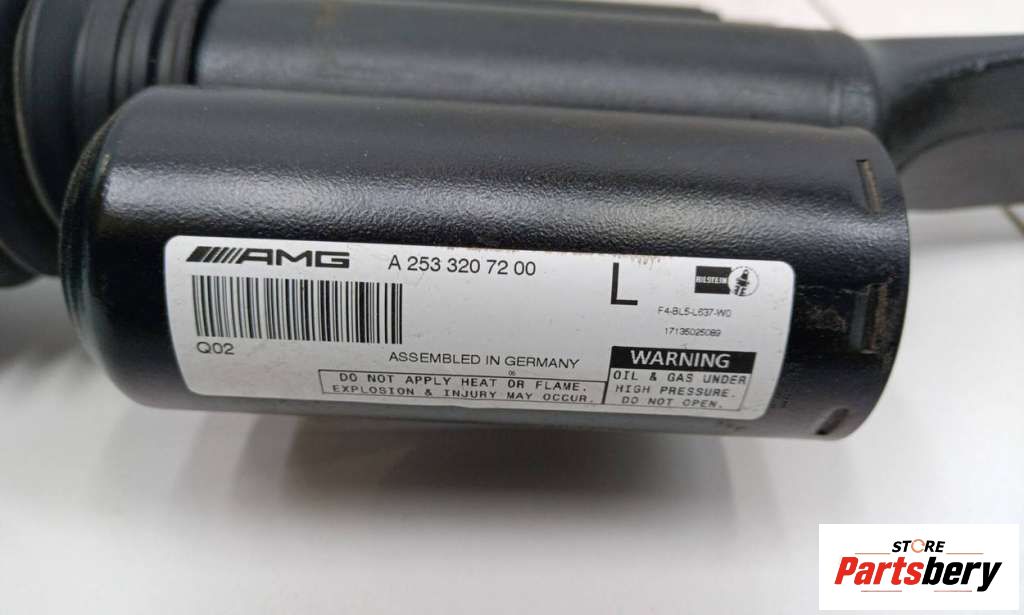 AMG A 253 320 72 00
L
BILSTEIN
F4-BL5-L637-W0
17135025089
Q02
ASSEMBLED IN GERMANY
06
DO NOT APPLY HEAT OR FLAME.
EXPLOSION & INJURY MAY OCCUR.
WARNING
OIL & GAS UNDER
HIGH PRESSURE.
DO NOT OPEN.
STORE
Partsbery